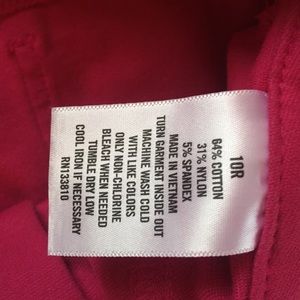 10R
64% COTTON
31% NYLON
5% SPANDEX
MADE IN VIETNAM
TURN GARMENT INSIDE OUT
MACHINE WASH COLD
WITH LIKE COLORS
ONLY NON-CHLORINE
BLEACH WHEN NEEDED
TUMBLE DRY LOW
COOL IRON IF NECESSARY
RN133810